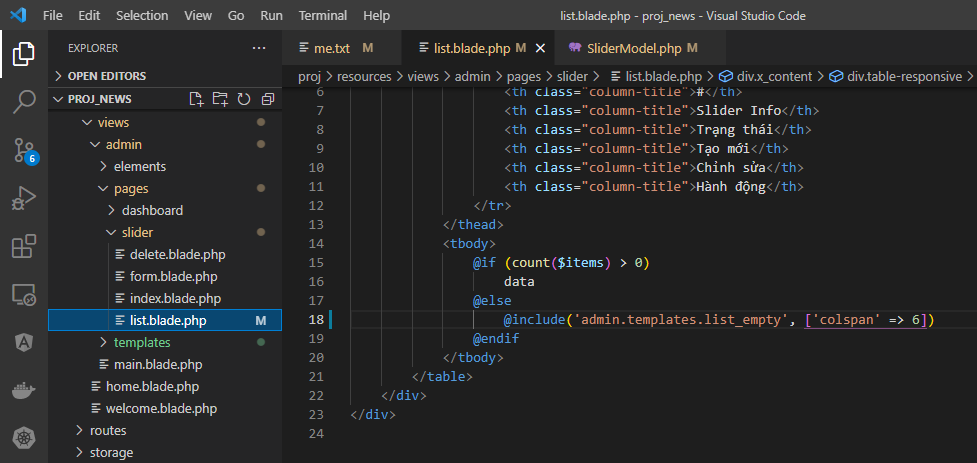 File Edit Selection View Go Run Terminal Help list.blade.php - proj_news - Visual Studio Code
EXPLORER ···
me.txt M list.blade.php M × SliderModel.php M
OPEN EDITORS
proj > resources > views > admin > pages > slider > list.blade.php > div.x_content > div.table-responsive >
PROJ_NEWS
views
admin
elements
pages
dashboard
slider
delete.blade.php
form.blade.php
index.blade.php
list.blade.php M
templates
main.blade.php
home.blade.php
welcome.blade.php
routes
storage
6
6 <th class="column-title">#</th>
7 <th class="column-title">Slider Info</th>
8 <th class="column-title">Trạng thái</th>
9 <th class="column-title">Tạo mới</th>
10 <th class="column-title">Chỉnh sửa</th>
11 <th class="column-title">Hành động</th>
12 </tr>
13 </thead>
14 <tbody>
15 @if (count($items) > 0)
16 data
17 @else
18 @include('admin.templates.list_empty', ['colspan' => 6])
19 @endif
20 </tbody>
21 </table>
22 </div>
23 </div>
24